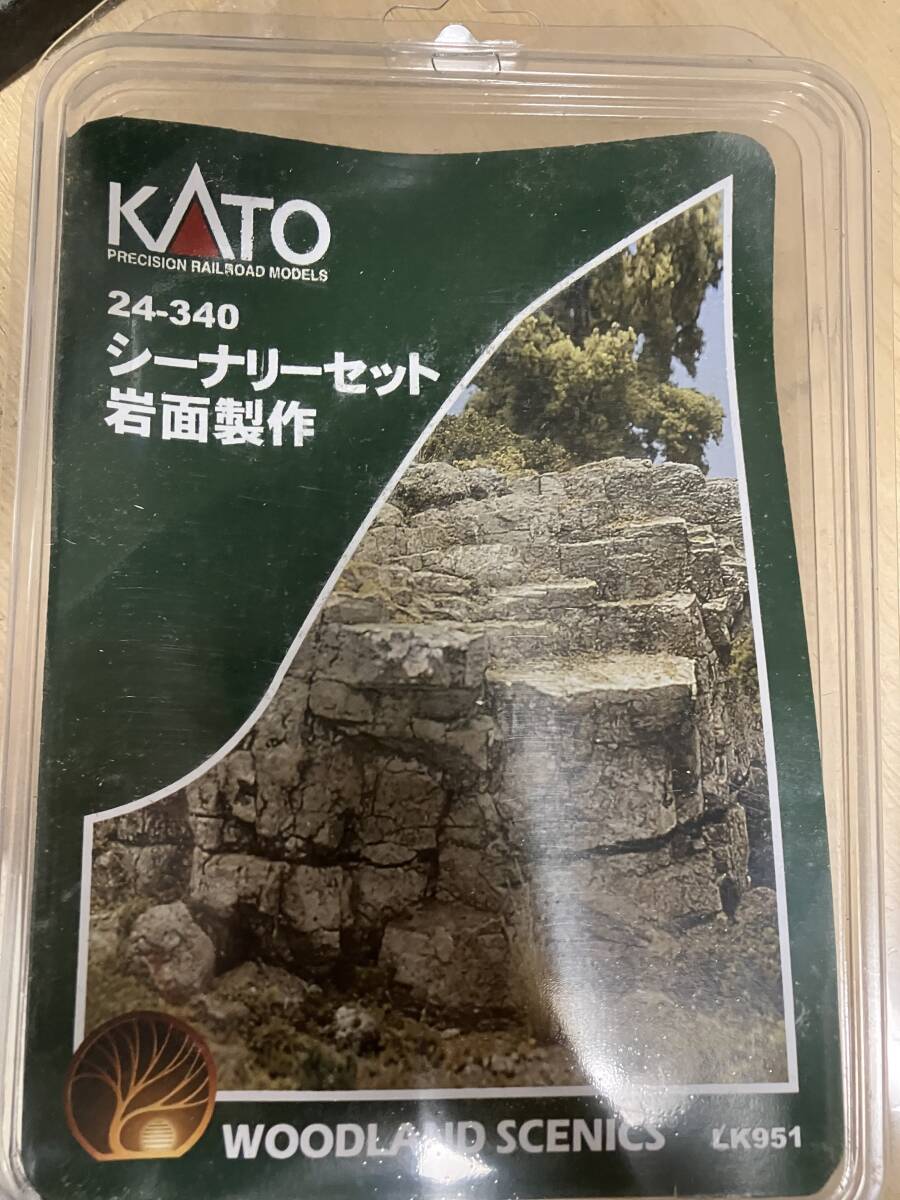 KATO
PRECISION RAILROAD MODELS
24-340
シーナリーセット
岩面製作
WOODLAND SCENICS LK951